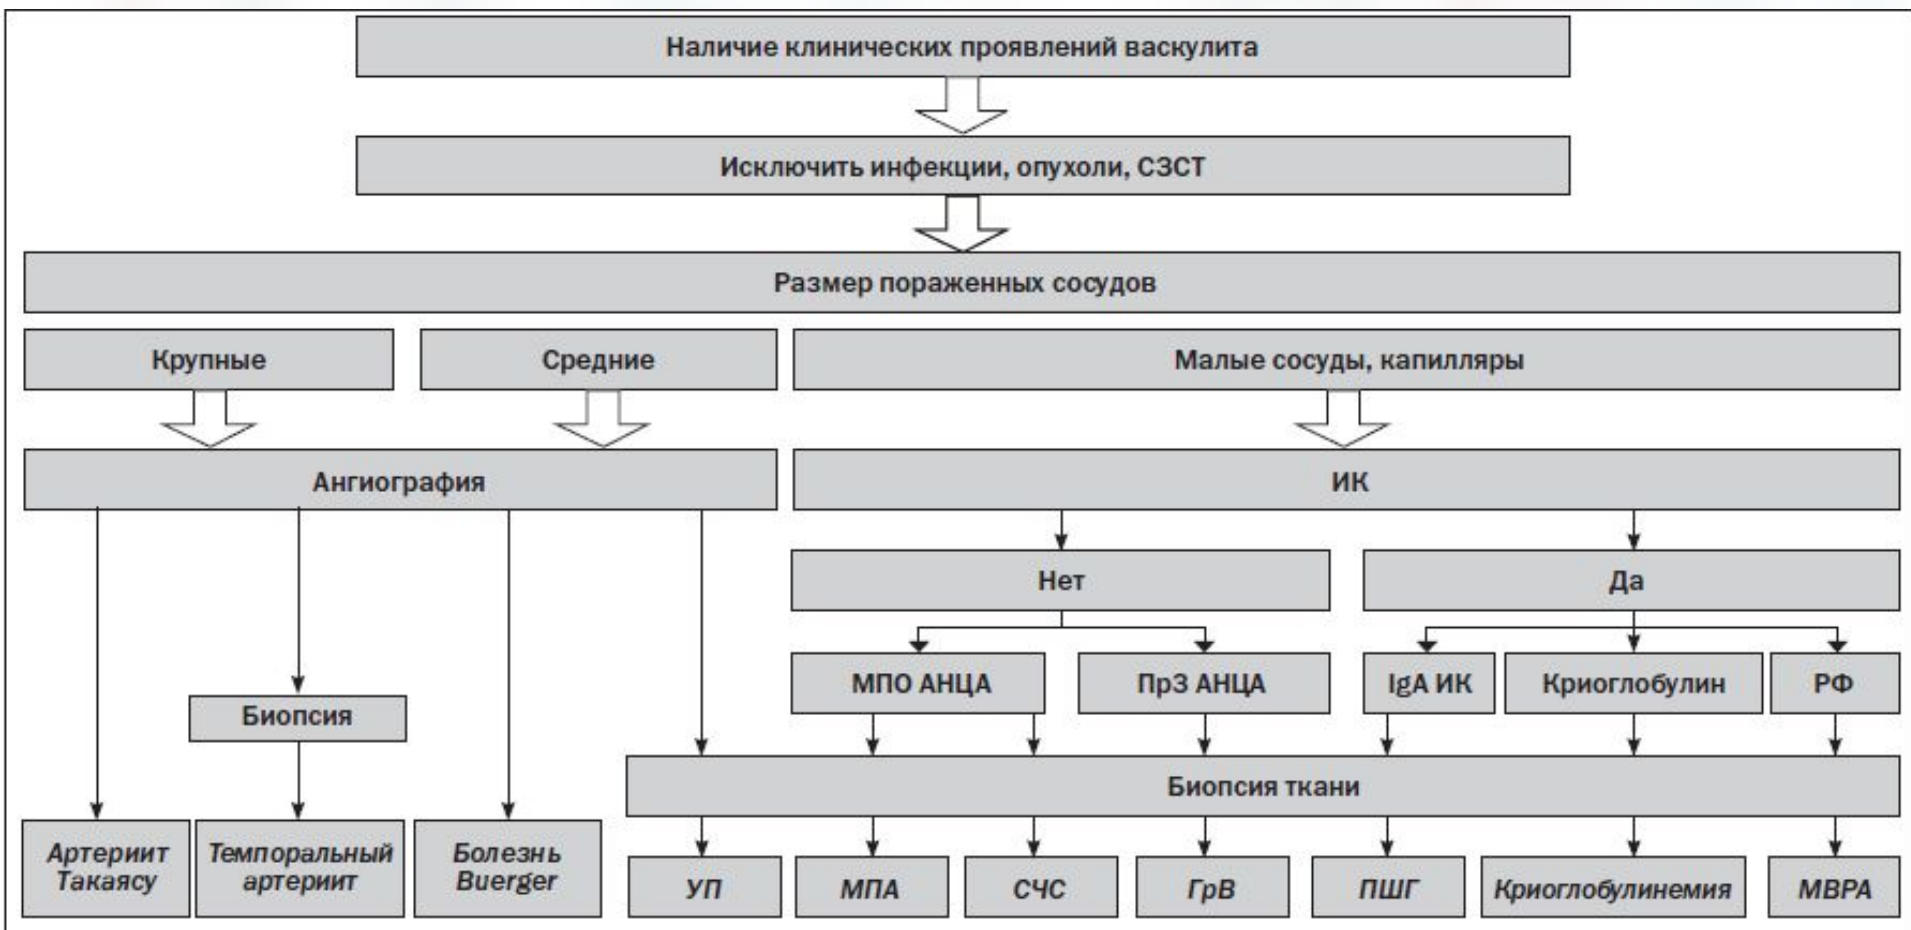 Наличие клинических проявлений васкулита
Исключить инфекции, опухоли, СЗСТ
Размер пораженных сосудов
Крупные
Средние
Малые сосуды, капилляры
Ангиография
ИК
Нет
Да
МПО АНЦА
ПрЗ АНЦА
IgA ИК
Криоглобулин
РФ
Биопсия
Биопсия ткани
Артериит
Такаясу
Темпоральный
артериит
Болезнь
Buerger
УП
МПА
СЧС
ГрВ
ПШГ
Криоглобулинемия
МВРА